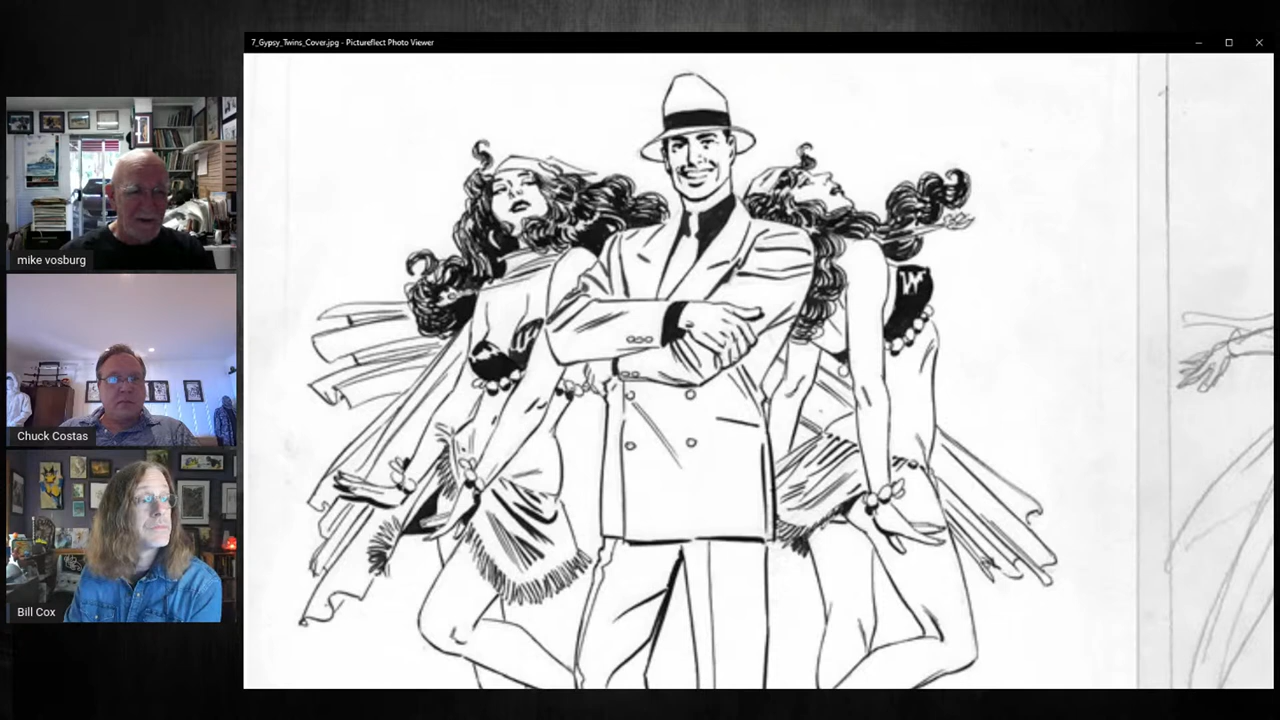 7_Gypsy_Twins_Cover.jpg - Pictureflect Photo Viewer
mike vosburg
Chuck Costas
Bill Cox